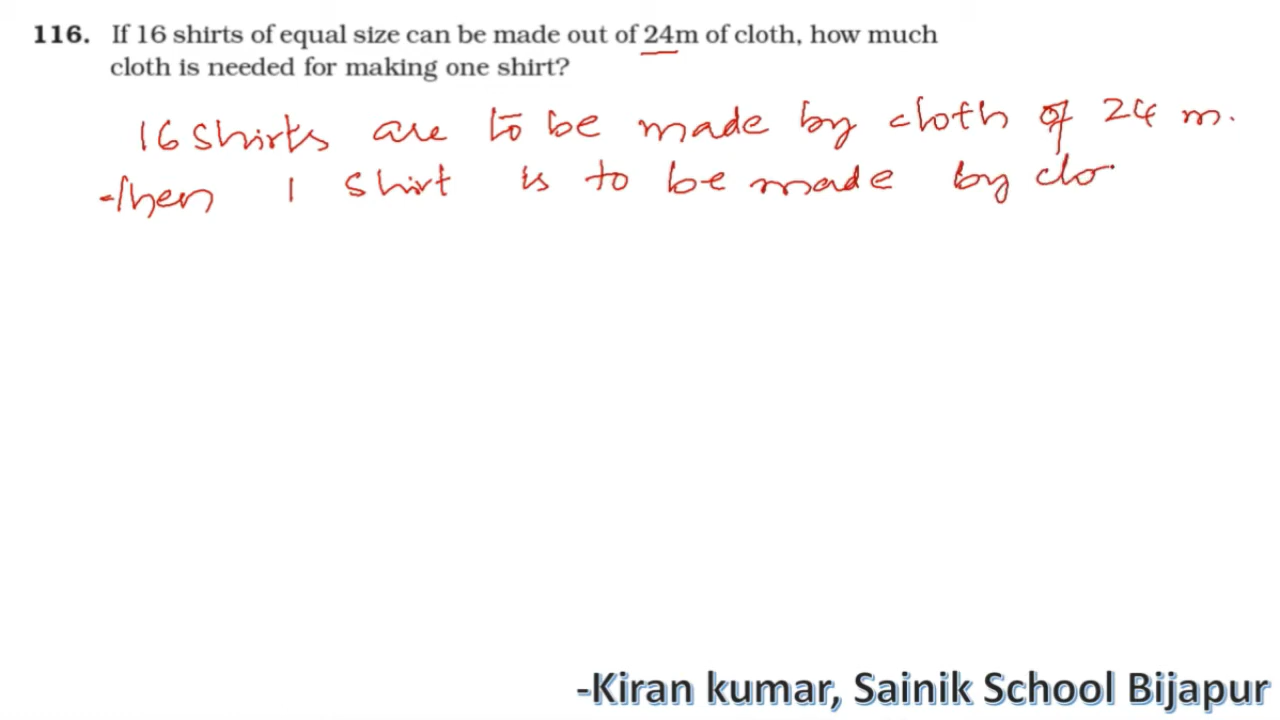 116. If 16 shirts of equal size can be made out of 24m of cloth, how much
cloth is needed for making one shirt?
16 shirts are to be made by cloth of 24 m.
Then 1 shirt is to be made by clo
-Kiran kumar, Sainik School Bijapur